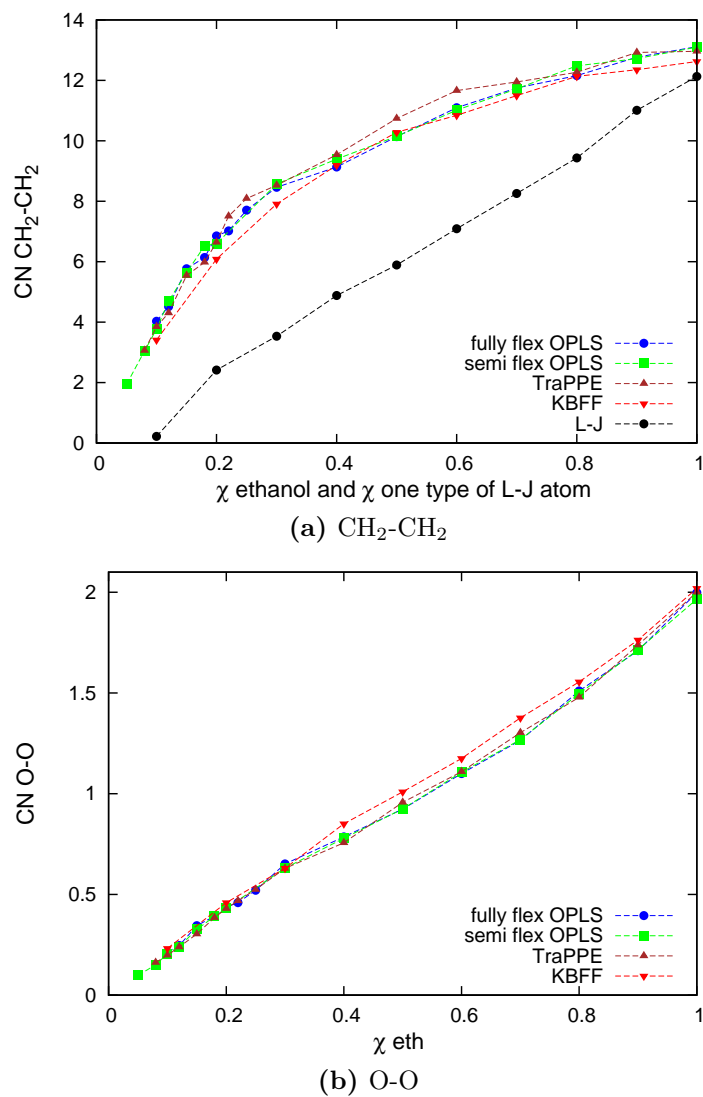 14
12
10
8
6
4
2
0
CN CH₂-CH₂
fully flex OPLS
semi flex OPLS
TraPPE
KBFF
L-J
0 0.2 0.4 0.6 0.8 1
χ ethanol and χ one type of L-J atom
(a) CH₂-CH₂
2
1.5
1
0.5
0
CN O-O
fully flex OPLS
semi flex OPLS
TraPPE
KBFF
0 0.2 0.4 0.6 0.8 1
χ eth
(b) O-O